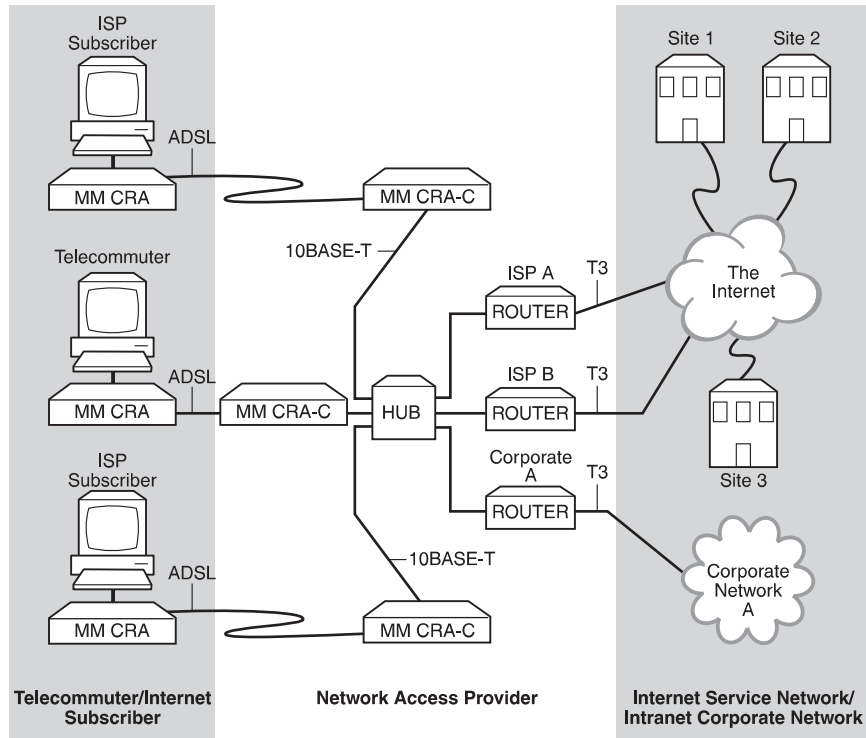 ISP
Subscriber
ADSL
MM CRA
MM CRA-C
10BASE-T
Telecommuter
ADSL
MM CRA
MM CRA-C
HUB
ISP
Subscriber
ADSL
MM CRA
10BASE-T
MM CRA-C
ISP A
ROUTER
T3
ISP B
ROUTER
T3
Corporate
A
ROUTER
T3
Site 1
Site 2
The
Internet
Site 3
Corporate
Network
A
Telecommuter/Internet
Subscriber
Network Access Provider
Internet Service Network/
Intranet Corporate Network